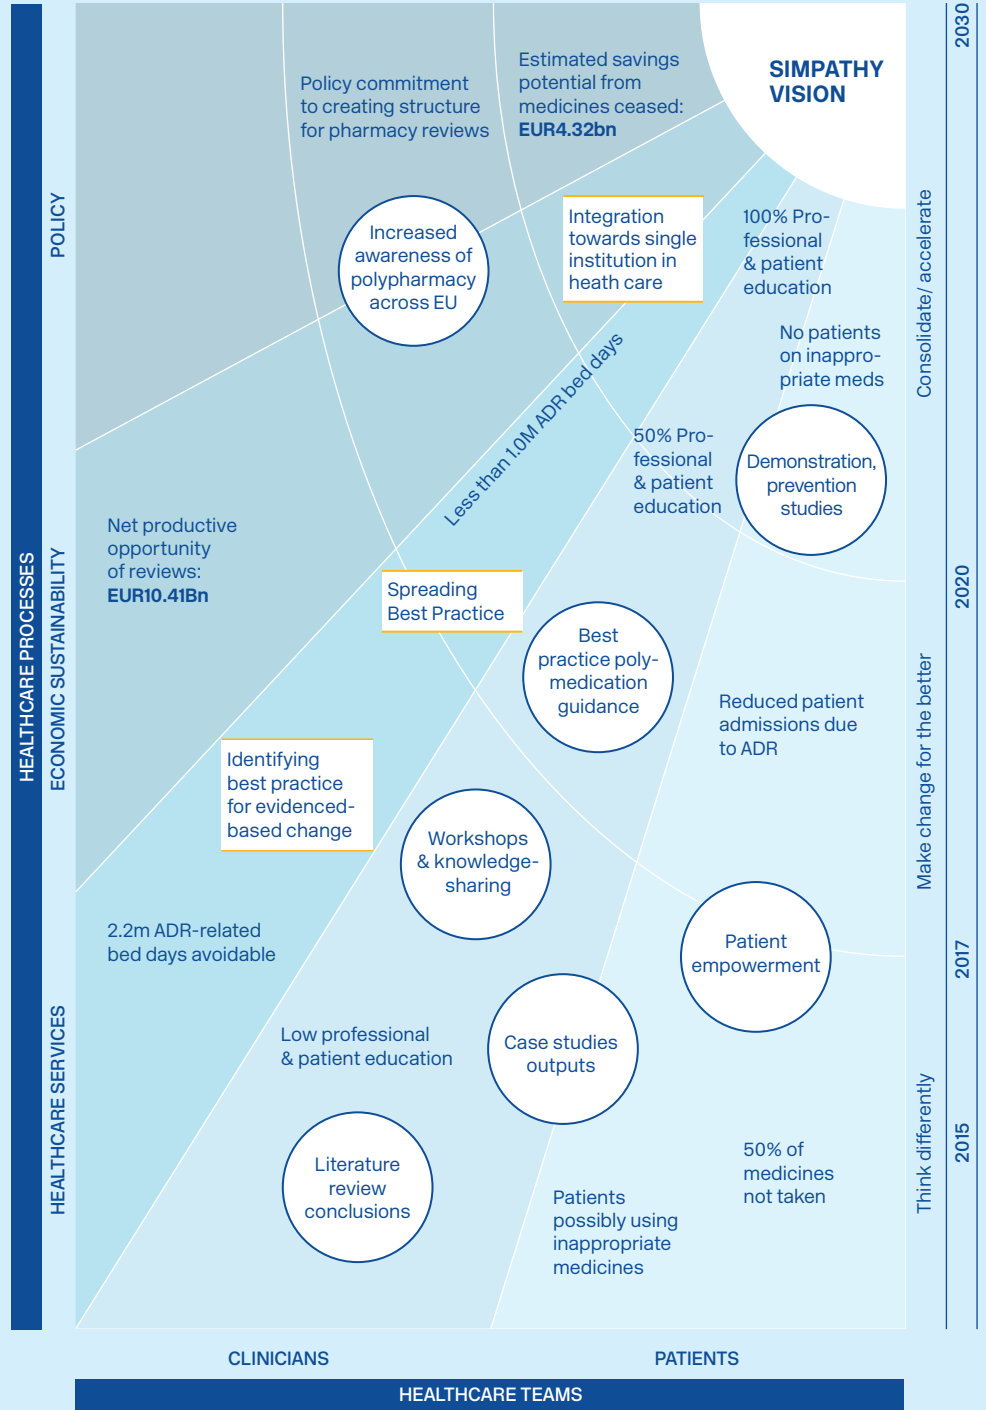 Policy commitment
to creating structure
for pharmacy reviews
Estimated savings
potential from
medicines ceased:
EUR4.32bn
SIMPATHY
VISION
Increased
awareness of
polypharmacy
across EU
Integration
towards single
institution in
heath care
100% Pro-
fessional
& patient
education
No patients
on inappro-
priate meds
Less than 1.0M ADR bed days
50% Pro-
fessional
& patient
education
Demonstration,
prevention
studies
Net productive
opportunity
of reviews:
EUR10.41Bn
Spreading
Best Practice
Best
practice poly-
medication
guidance
Reduced patient
admissions due
to ADR
Identifying
best practice
for evidenced-
based change
Workshops
& knowledge-
sharing
2.2m ADR-related
bed days avoidable
Patient
empowerment
Low professional
& patient education
Case studies
outputs
Literature
review
conclusions
Patients
possibly using
inappropriate
medicines
50% of
medicines
not taken
HEALTHCARE PROCESSES
POLICY
ECONOMIC SUSTAINABILITY
HEALTHCARE SERVICES
Consolidate/ accelerate
Make change for the better
Think differently
2030
2020
2017
2015
CLINICIANS
PATIENTS
HEALTHCARE TEAMS